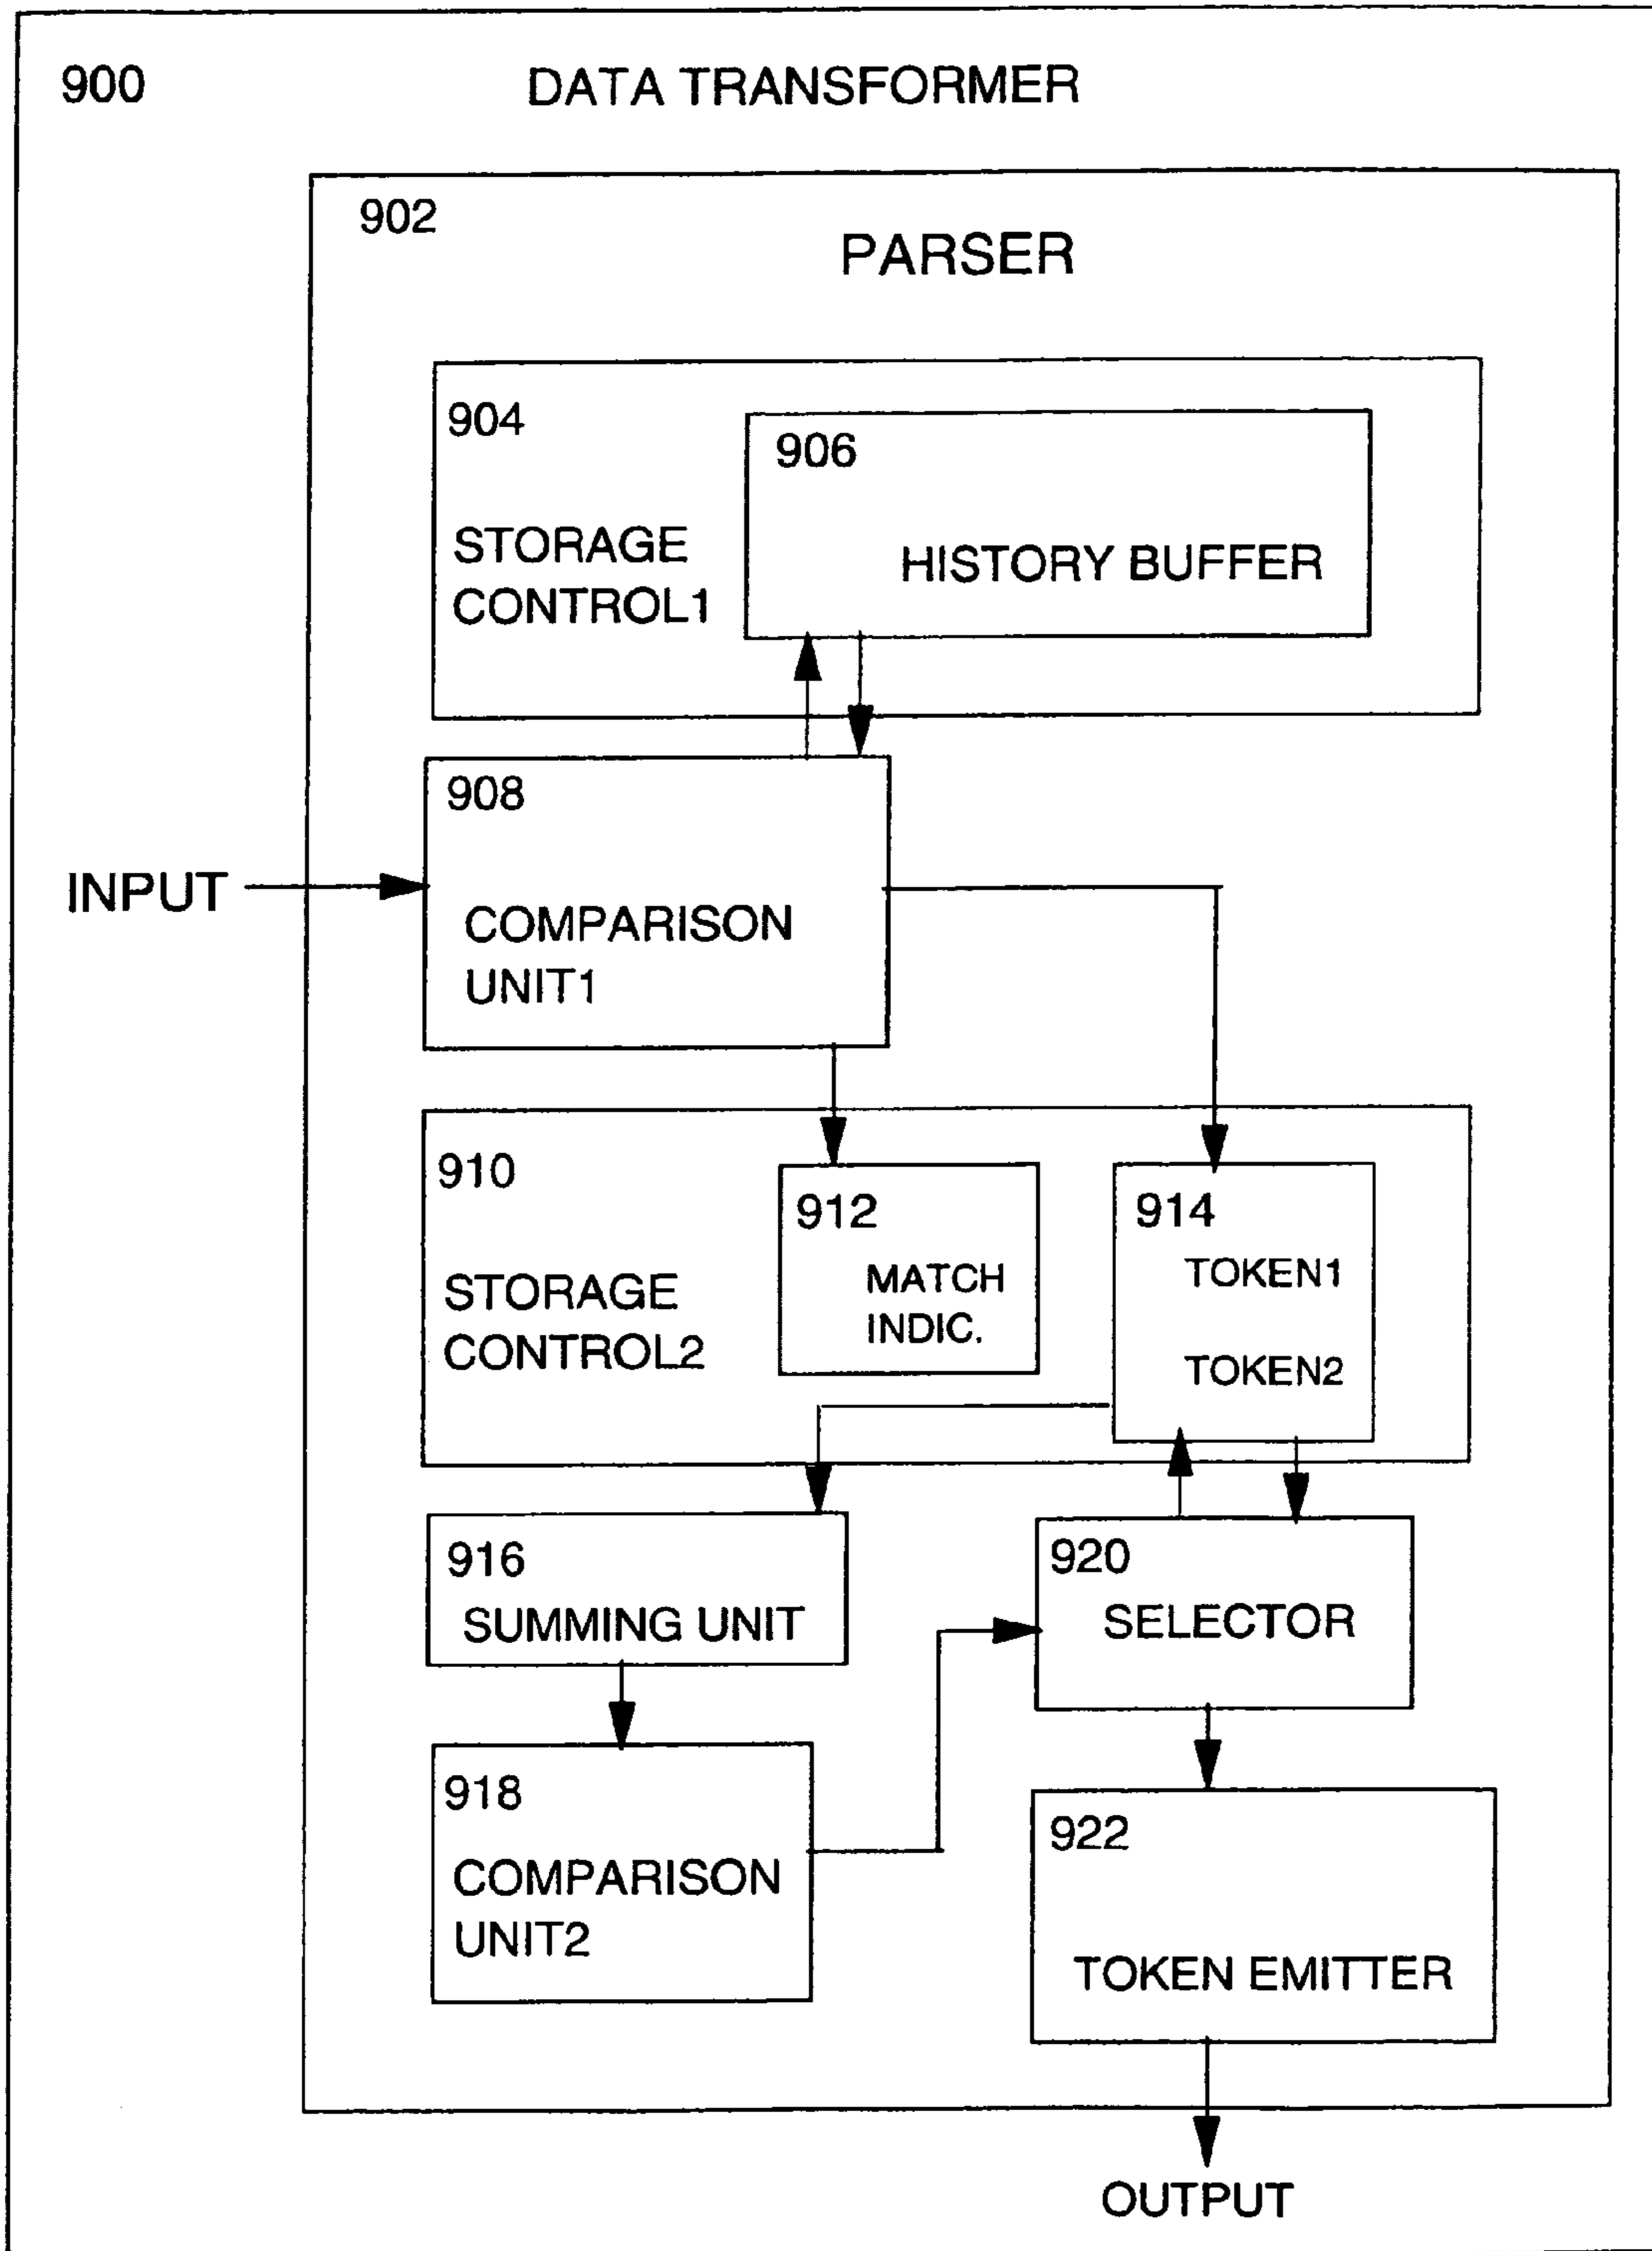 900
DATA TRANSFORMER
902
PARSER
904
906
STORAGE
CONTROL1
HISTORY BUFFER
908
INPUT
COMPARISON
UNIT1
910
912
914
MATCH
INDIC.
TOKEN1
TOKEN2
STORAGE
CONTROL2
916
SUMMING UNIT
920
SELECTOR
918
COMPARISON
UNIT2
922
TOKEN EMITTER
OUTPUT